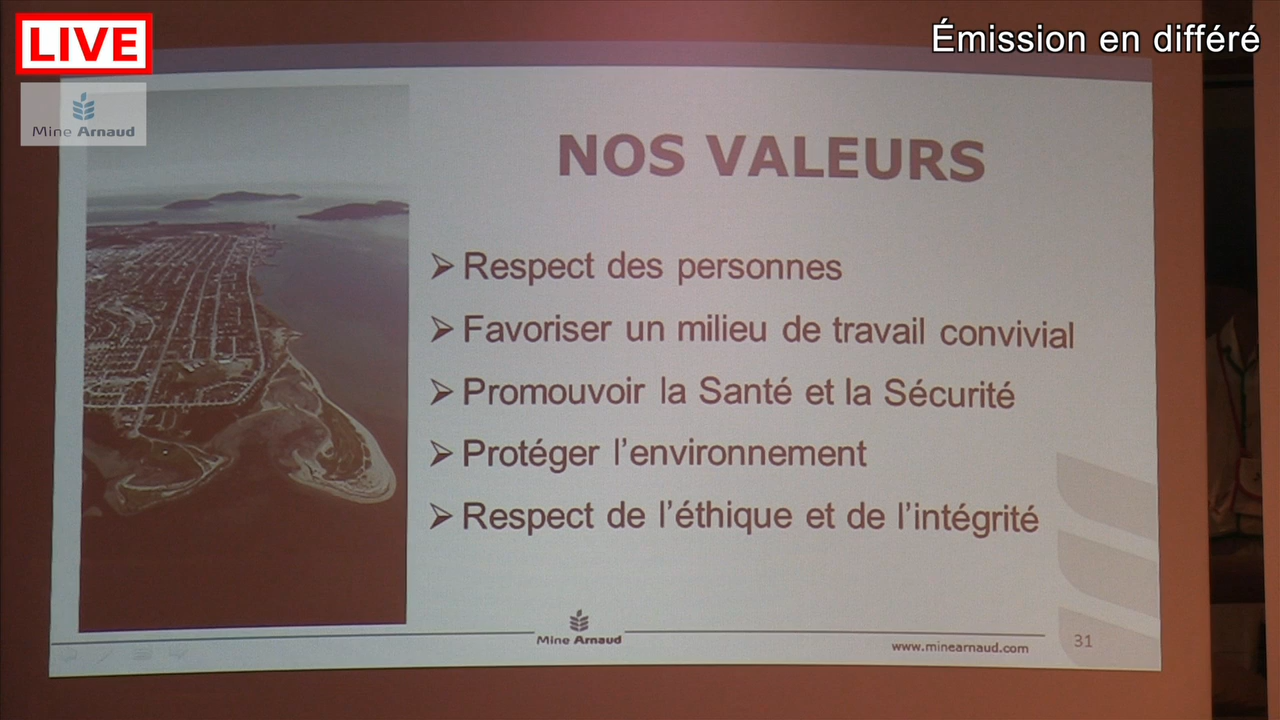 LIVE
Émission en différé
Mine Arnaud
NOS VALEURS
➢ Respect des personnes
➢ Favoriser un milieu de travail convivial
➢ Promouvoir la Santé et la Sécurité
➢ Protéger l’environnement
➢ Respect de l’éthique et de l’intégrité
Mine Arnaud
www.minearnaud.com
31